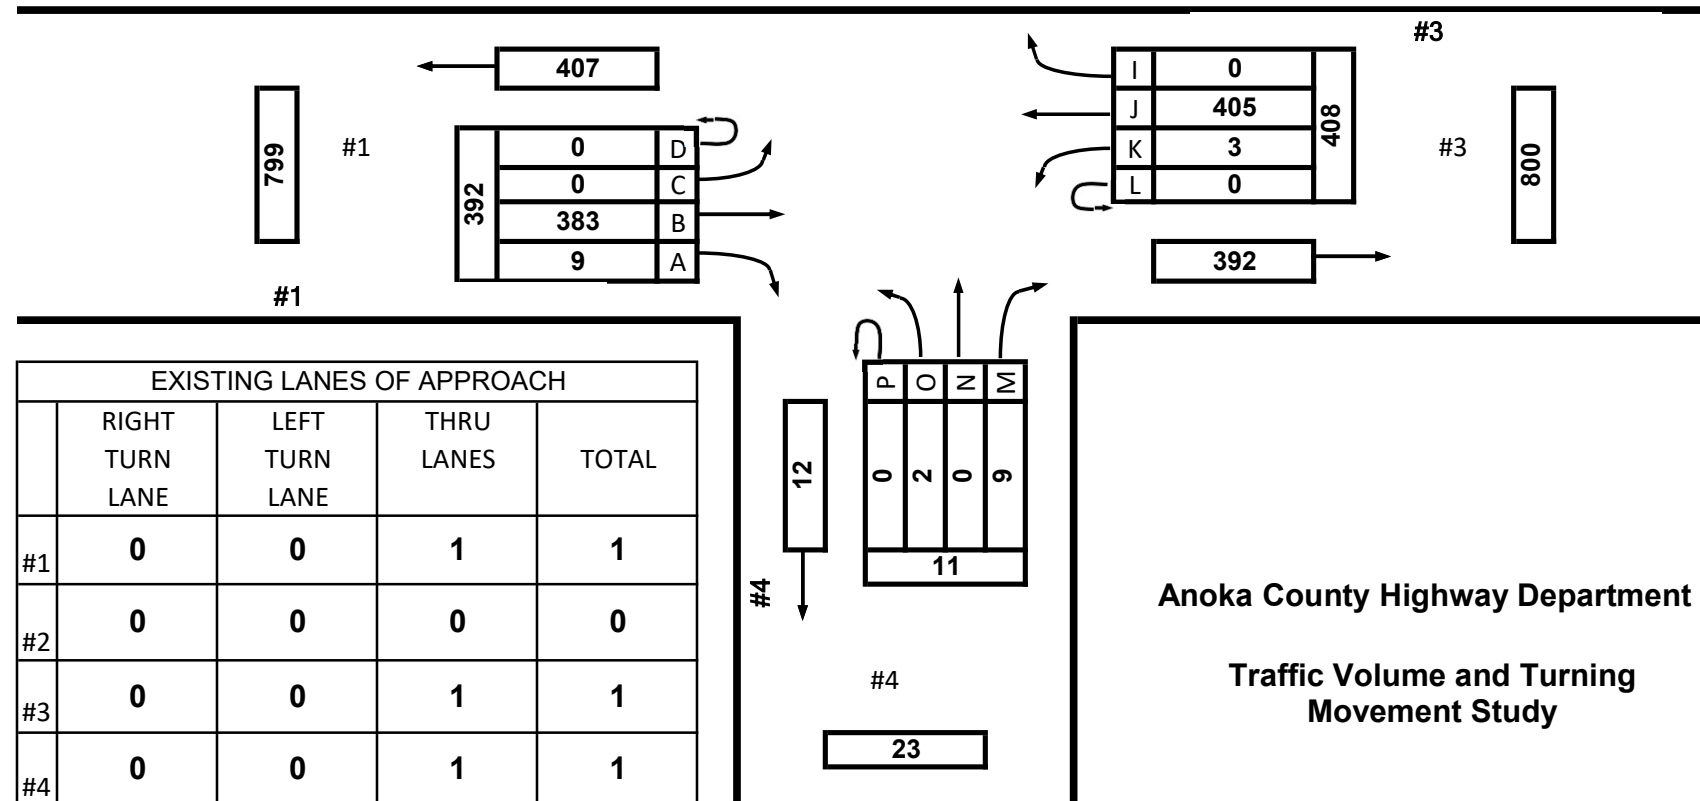 #3
407
I 0
J 405
K 3
L 0
408
799
#1
392
0 D
0 C
383 B
9 A
#3
800
392
#1
EXISTING LANES OF APPROACH
RIGHT TURN LANE
LEFT TURN LANE
THRU LANES
TOTAL
#1 0 0 1 1
#2 0 0 0 0
#3 0 0 1 1
#4 0 0 1 1
P O N M
12
0 2 0 9
11
#4
#4
23
Anoka County Highway Department
Traffic Volume and Turning
Movement Study